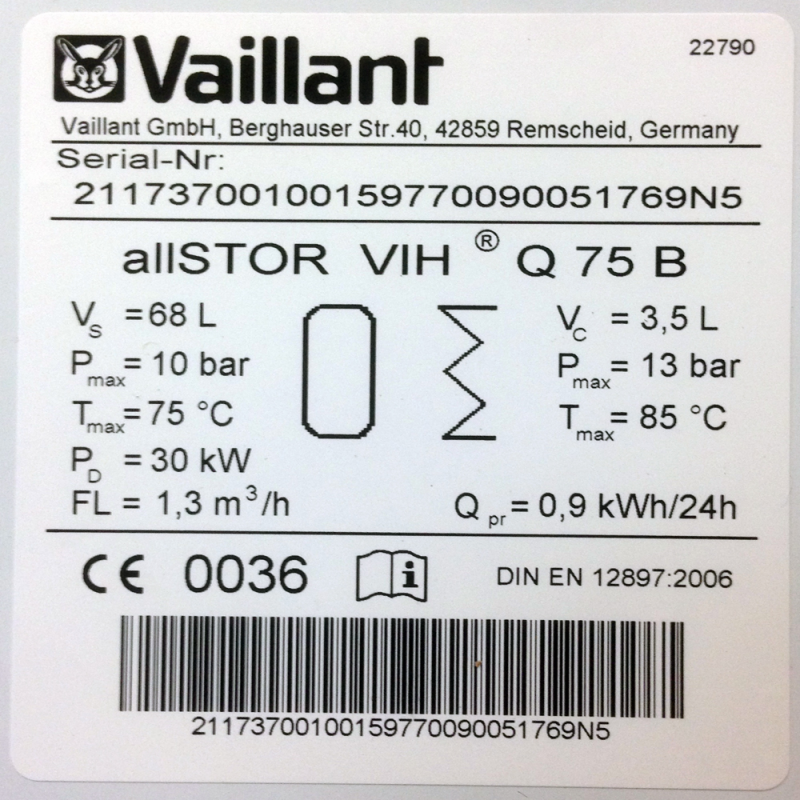 Vaillant
22790
Vaillant GmbH, Berghauser Str.40, 42859 Remscheid, Germany
Serial-Nr:
21173700100159770090051769N5
allSTOR VIH ® Q 75 B
Vs = 68 L
Vc = 3,5 L
Pmax = 10 bar
Pmax = 13 bar
Tmax = 75 °C
Tmax = 85 °C
PD = 30 kW
FL = 1,3 m³/h
Qpr = 0,9 kWh/24h
CE 0036
i
DIN EN 12897:2006
21173700100159770090051769N5